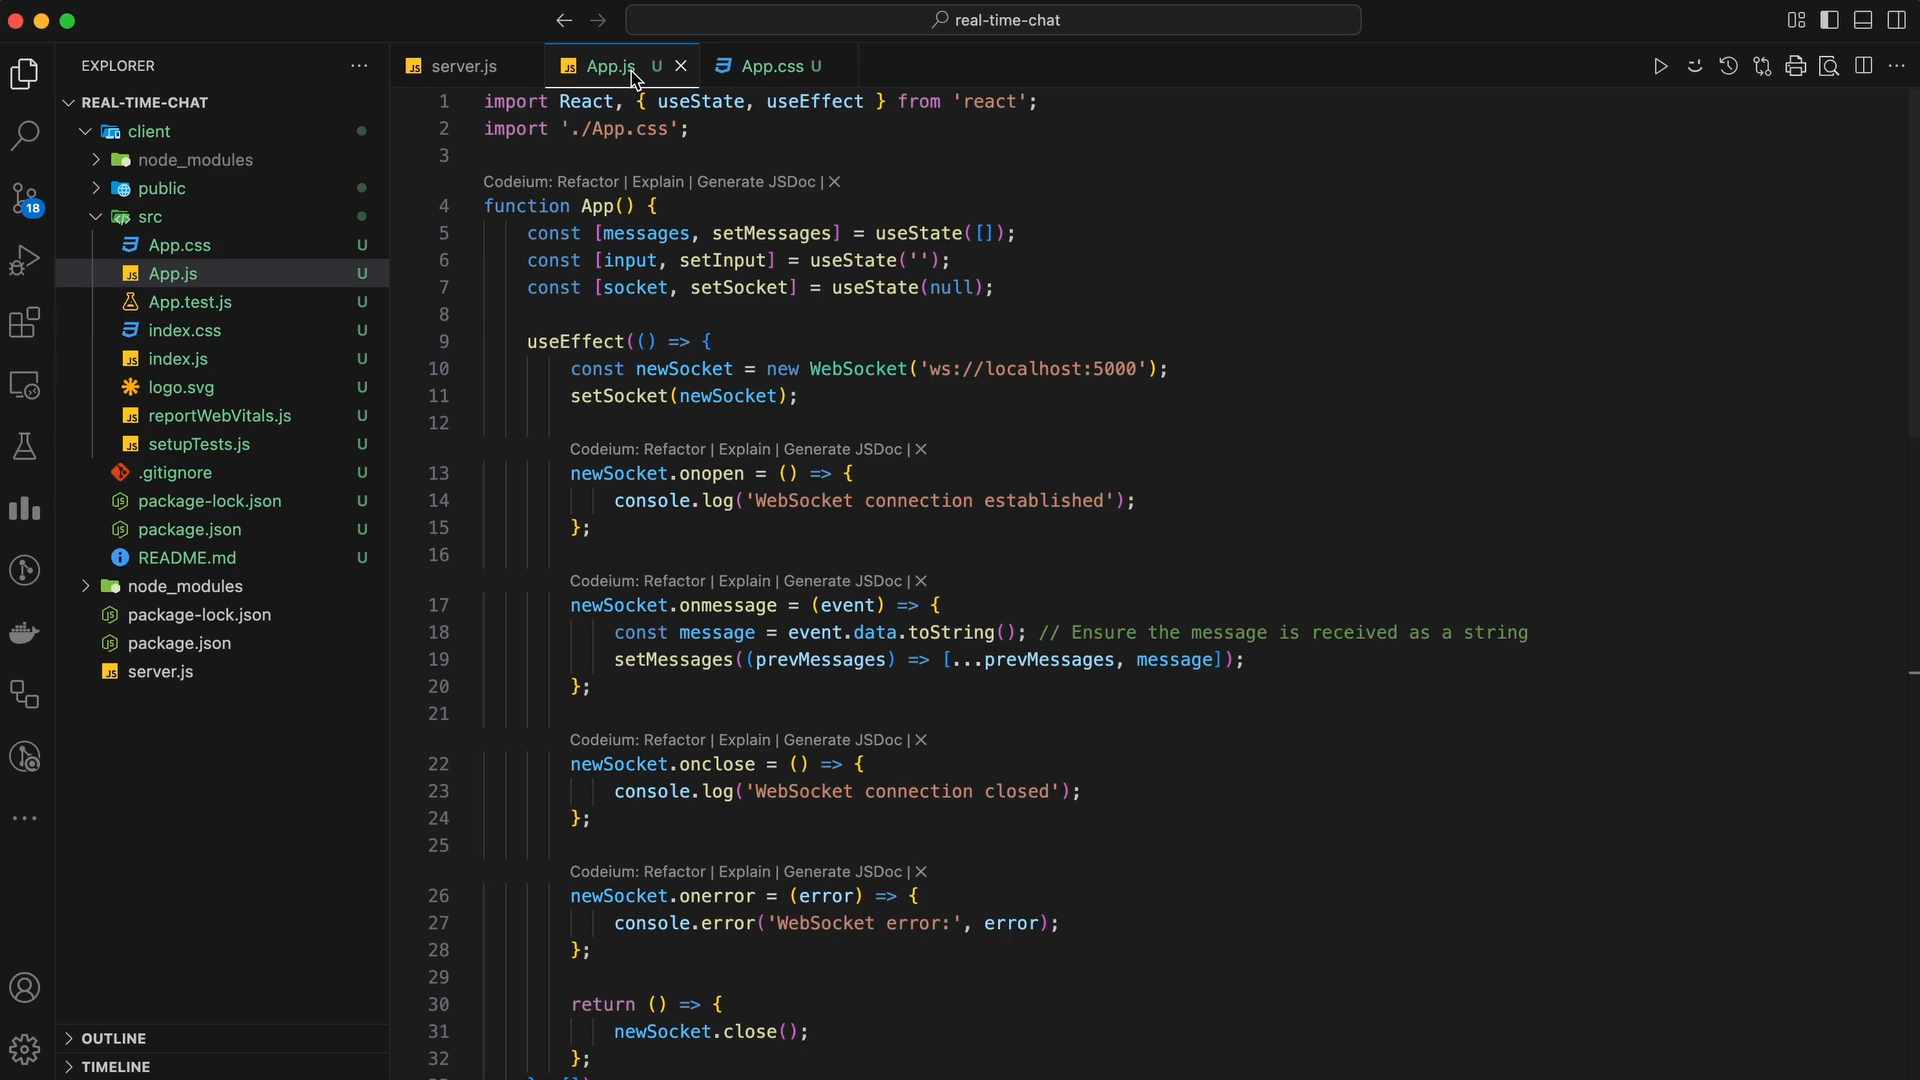 real-time-chat
EXPLORER
REAL-TIME-CHAT
client
node_modules
public
src
App.css U
App.js U
App.test.js U
index.css U
index.js U
logo.svg U
reportWebVitals.js U
setupTests.js U
.gitignore U
package-lock.json U
package.json U
README.md U
node_modules
package-lock.json
package.json
server.js
OUTLINE
TIMELINE
18
server.js
App.js U
App.css U
1 import React, { useState, useEffect } from 'react';
2 import './App.css';
3
Codeium: Refactor | Explain | Generate JSDoc | ✕
4 function App() {
5 const [messages, setMessages] = useState([]);
6 const [input, setInput] = useState('');
7 const [socket, setSocket] = useState(null);
8
9 useEffect(() => {
10 const newSocket = new WebSocket('ws://localhost:5000');
11 setSocket(newSocket);
12
Codeium: Refactor | Explain | Generate JSDoc | ✕
13 newSocket.onopen = () => {
14 console.log('WebSocket connection established');
15 };
16
Codeium: Refactor | Explain | Generate JSDoc | ✕
17 newSocket.onmessage = (event) => {
18 const message = event.data.toString(); // Ensure the message is received as a string
19 setMessages((prevMessages) => [...prevMessages, message]);
20 };
21
Codeium: Refactor | Explain | Generate JSDoc | ✕
22 newSocket.onclose = () => {
23 console.log('WebSocket connection closed');
24 };
25
Codeium: Refactor | Explain | Generate JSDoc | ✕
26 newSocket.onerror = (error) => {
27 console.error('WebSocket error:', error);
28 };
29
30 return () => {
31 newSocket.close();
32 };